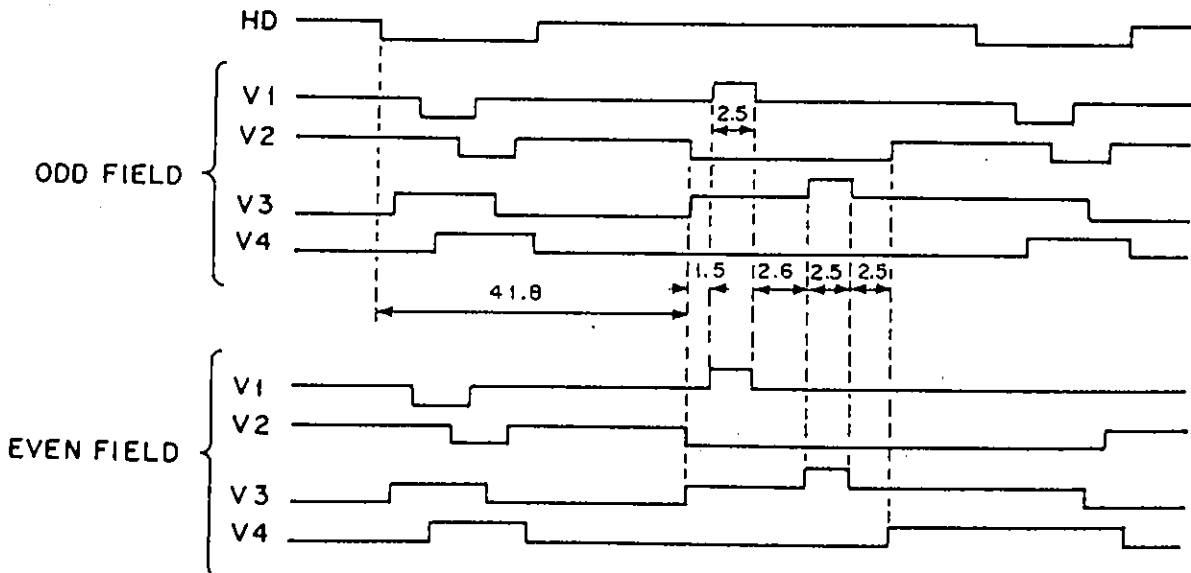 HD
ODD FIELD
V1
2.5
V2
V3
V4
1.5 2.6 2.5 2.5
41.8
EVEN FIELD
V1
V2
V3
V4